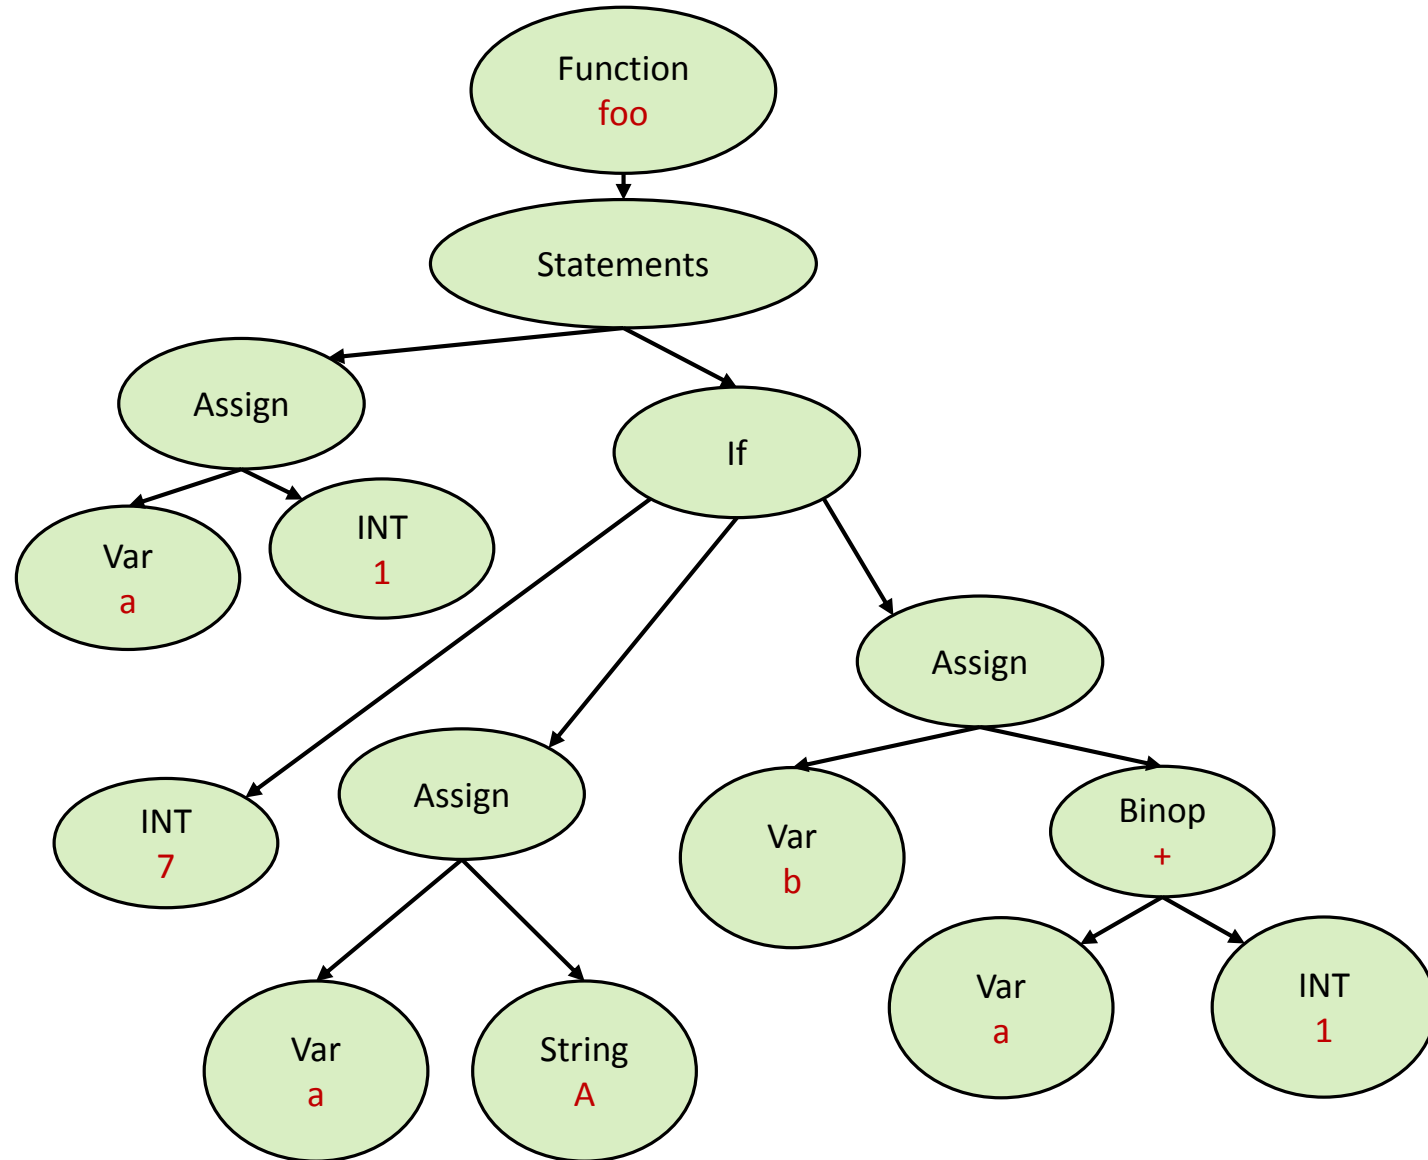 Function
foo
Statements
Assign
If
Var
a
INT
1
Assign
INT
7
Assign
Var
b
Binop
+
Var
a
String
A
Var
a
INT
1